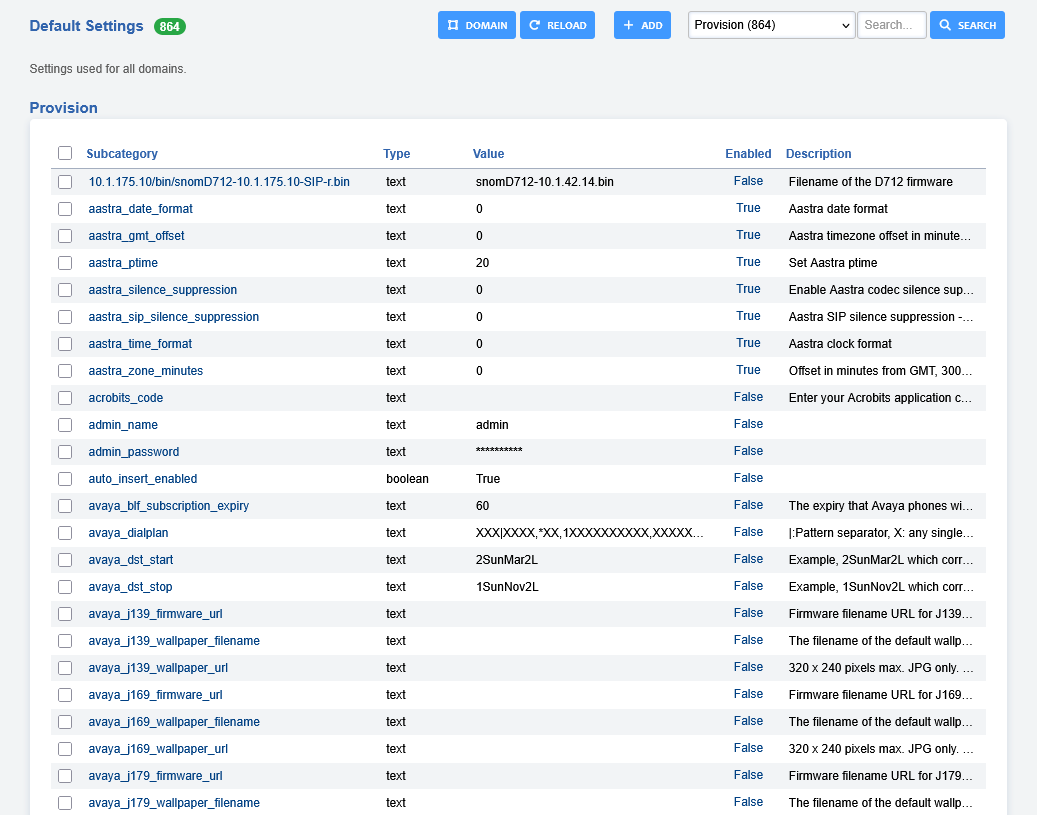 Default Settings 864 DOMAIN RELOAD + ADD Provision (864) Search... SEARCH
Settings used for all domains.
Provision
Subcategory Type Value Enabled Description
10.1.175.10/bin/snomD712-10.1.175.10-SIP-r.bin text snomD712-10.1.42.14.bin False Filename of the D712 firmware
aastra_date_format text 0 True Aastra date format
aastra_gmt_offset text 0 True Aastra timezone offset in minute...
aastra_ptime text 20 True Set Aastra ptime
aastra_silence_suppression text 0 True Enable Aastra codec silence sup...
aastra_sip_silence_suppression text 0 True Aastra SIP silence suppression -...
aastra_time_format text 0 True Aastra clock format
aastra_zone_minutes text 0 True Offset in minutes from GMT, 300...
acrobits_code text False Enter your Acrobits application c...
admin_name text admin False
admin_password text ********** False
auto_insert_enabled boolean True False
avaya_blf_subscription_expiry text 60 False The expiry that Avaya phones wi...
avaya_dialplan text XXX|XXXX,*XX,1XXXXXXXXXX,XXXXX... False |:Pattern separator, X: any single...
avaya_dst_start text 2SunMar2L False Example, 2SunMar2L which corr...
avaya_dst_stop text 1SunNov2L False Example, 1SunNov2L which corr...
avaya_j139_firmware_url text False Firmware filename URL for J139...
avaya_j139_wallpaper_filename text False The filename of the default wallp...
avaya_j139_wallpaper_url text False 320 x 240 pixels max. JPG only. ...
avaya_j169_firmware_url text False Firmware filename URL for J169...
avaya_j169_wallpaper_filename text False The filename of the default wallp...
avaya_j169_wallpaper_url text False 320 x 240 pixels max. JPG only. ...
avaya_j179_firmware_url text False Firmware filename URL for J179...
avaya_j179_wallpaper_filename text False The filename of the default wallp...